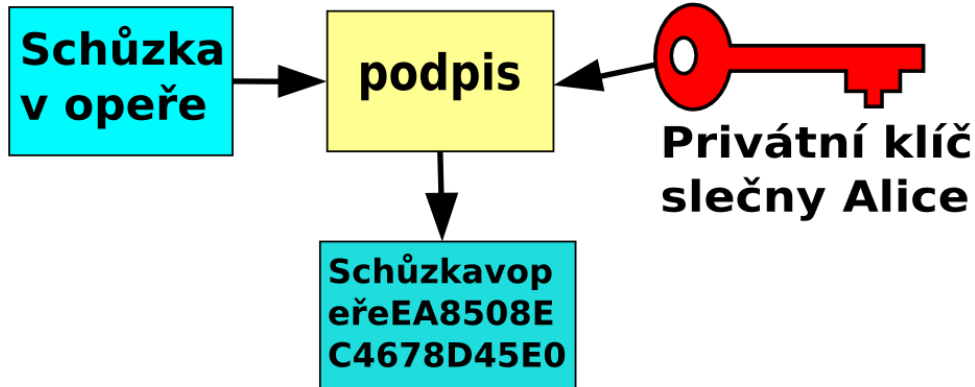 Schůzka
v opeře
podpis
Privátní klíč
slečny Alice
Schůzkavop
eřeEA8508E
C4678D45E0